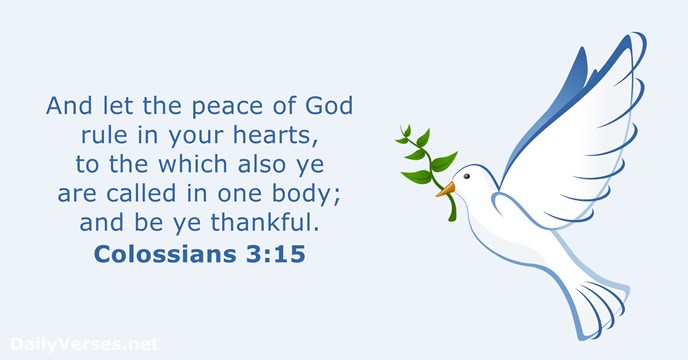 And let the peace of God
rule in your hearts,
to the which also ye
are called in one body;
and be ye thankful.
Colossians 3:15
DailyVerses.net